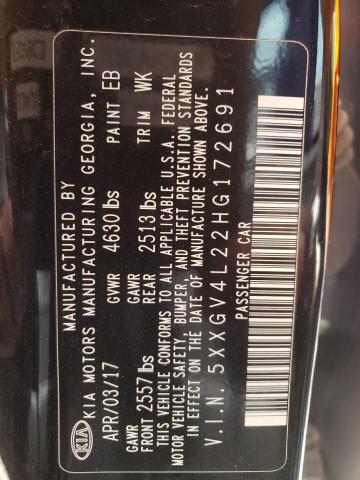 MANUFACTURED BY
KIA KIA MOTORS MANUFACTURING GEORGIA, INC.
APR/03/17 GVWR 4630 lbs PAINT EB
GAWR FRONT 2557 lbs GAWR REAR 2513 lbs TRIM WK
THIS VEHICLE CONFORMS TO ALL APPLICABLE U.S.A. FEDERAL
MOTOR VEHICLE SAFETY, BUMPER, AND THEFT PREVENTION STANDARDS
IN EFFECT ON THE DATE OF MANUFACTURE SHOWN ABOVE.
V.I.N. 5XXGV4L22HG172691
PASSENGER CAR